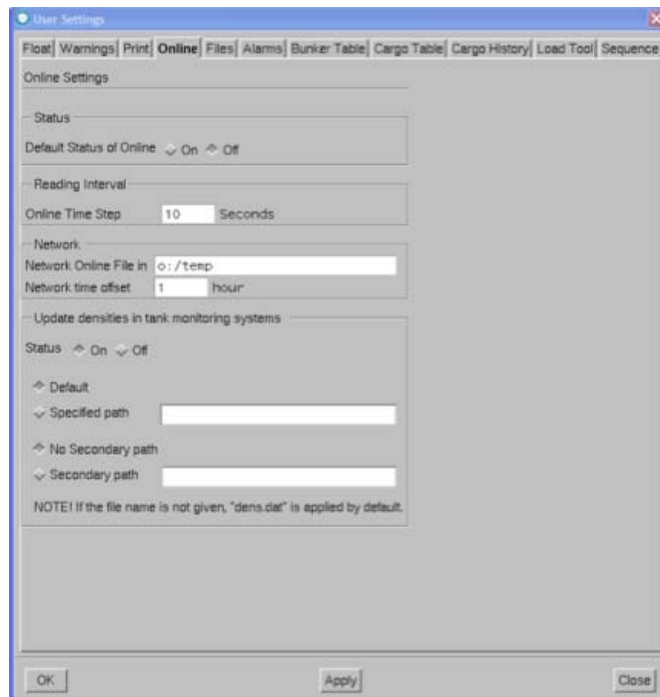 User Settings
Float Warnings Print Online Files Alarms Bunker Table Cargo Table Cargo History Load Tool Sequence
Online Settings
Status
Default Status of Online On Off
Reading Interval
Online Time Step 10 Seconds
Network
Network Online File in o:/temp
Network time offset 1 hour
Update densities in tank monitoring systems
Status On Off
Default
Specified path
No Secondary path
Secondary path
NOTE! If the file name is not given, "dens.dat" is applied by default.
OK Apply Close